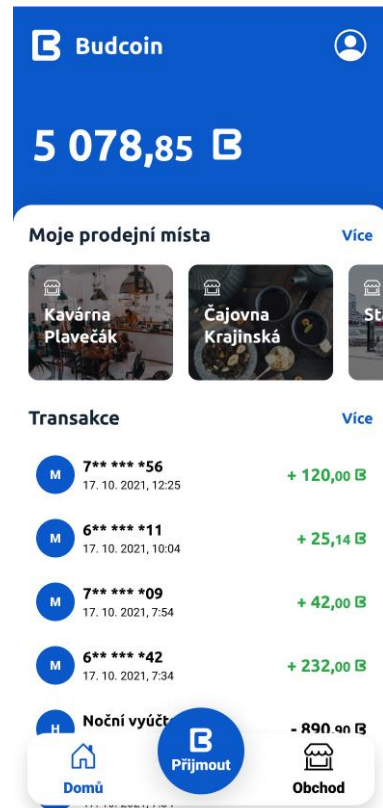 Budcoin
5 078,85
Moje prodejní místa
Více
Kavárna
Plavečák
Čajovna
Krajinská
Transakce
Více
M
7** *** *56
+ 120,00
17. 10. 2021, 12:25
M
6** *** *11
+ 25,14
17. 10. 2021, 10:04
M
7** *** *09
+ 42,00
17. 10. 2021, 7:54
M
6** *** *42
+ 232,00
17. 10. 2021, 7:34
Noční
- 890,90
Přijmout
Domů
Obchod